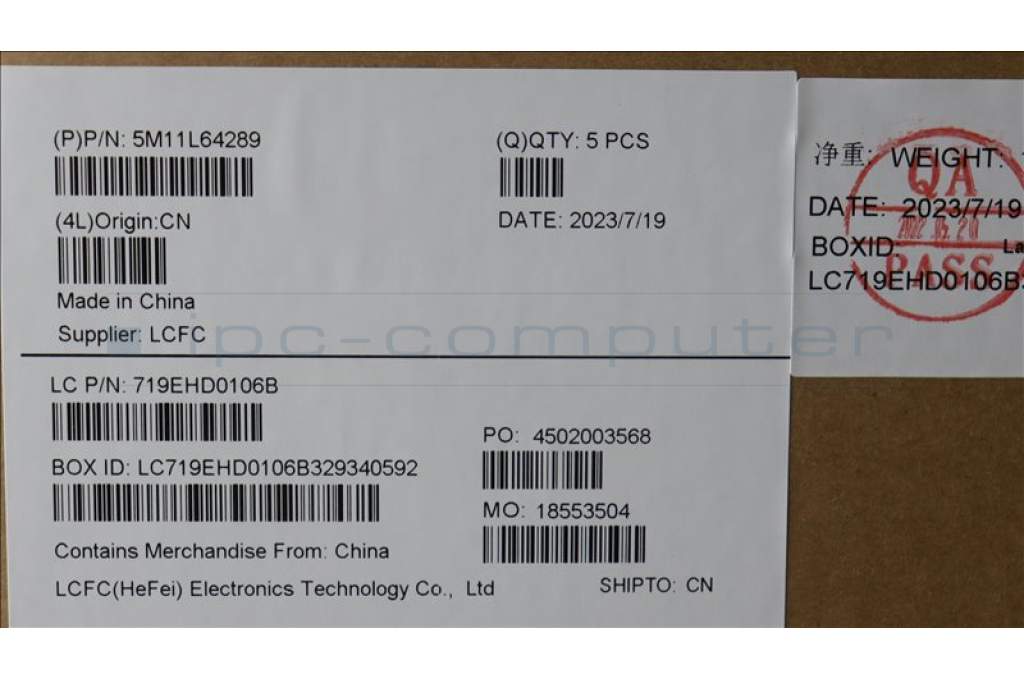 (P)P/N: 5M11L64289
(Q)QTY: 5 PCS
(4L)Origin:CN
DATE: 2023/7/19
Made in China
Supplier: LCFC
LC P/N: 719EHD0106B
PO: 4502003568
BOX ID: LC719EHD0106B329340592
MO: 18553504
Contains Merchandise From: China
LCFC(HeFei) Electronics Technology Co., Ltd
SHIPTO: CN
净重: WEIGHT:
DATE: 2023/7/19
BOXID: La
LC719EHD0106B
QA
PASS
ipc-computer